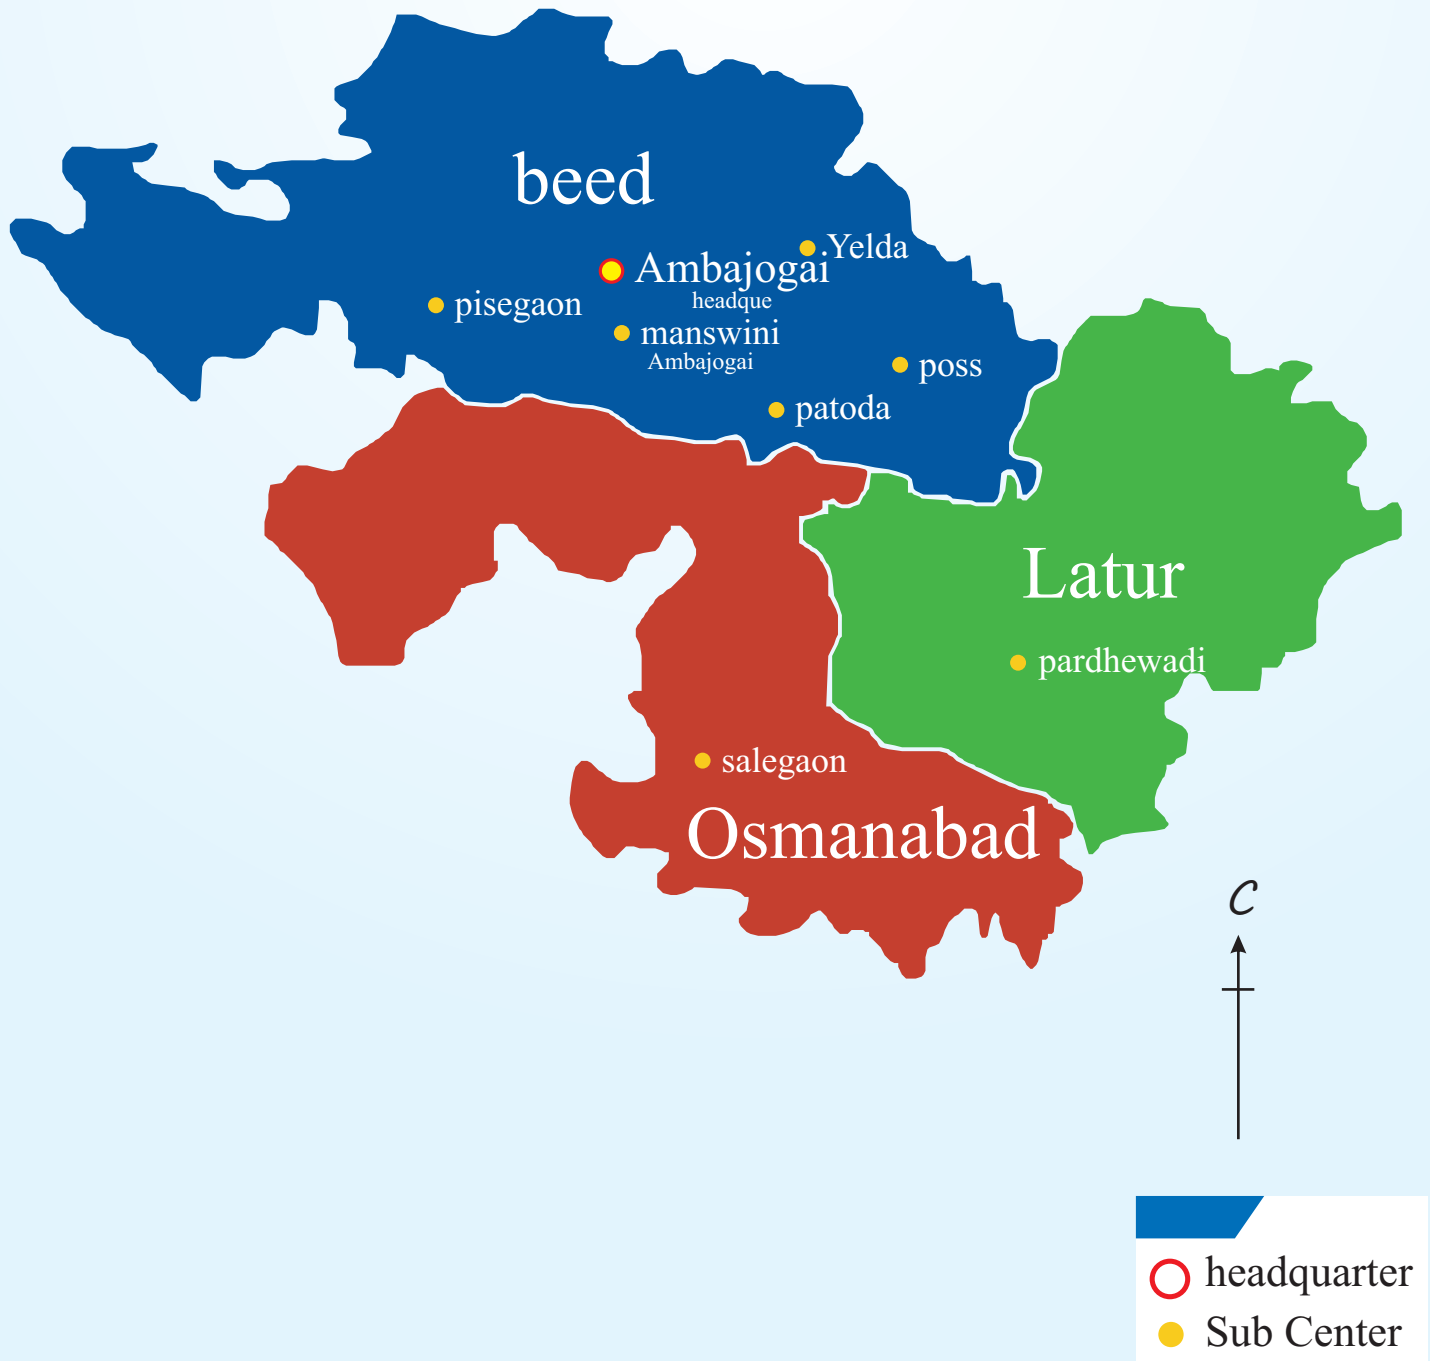 beed
Yelda
Ambajogai
headque
pisegaon
manswini
Ambajogai
poss
patoda
Latur
pardhewadi
salegaon
Osmanabad
C
headquarter
Sub Center